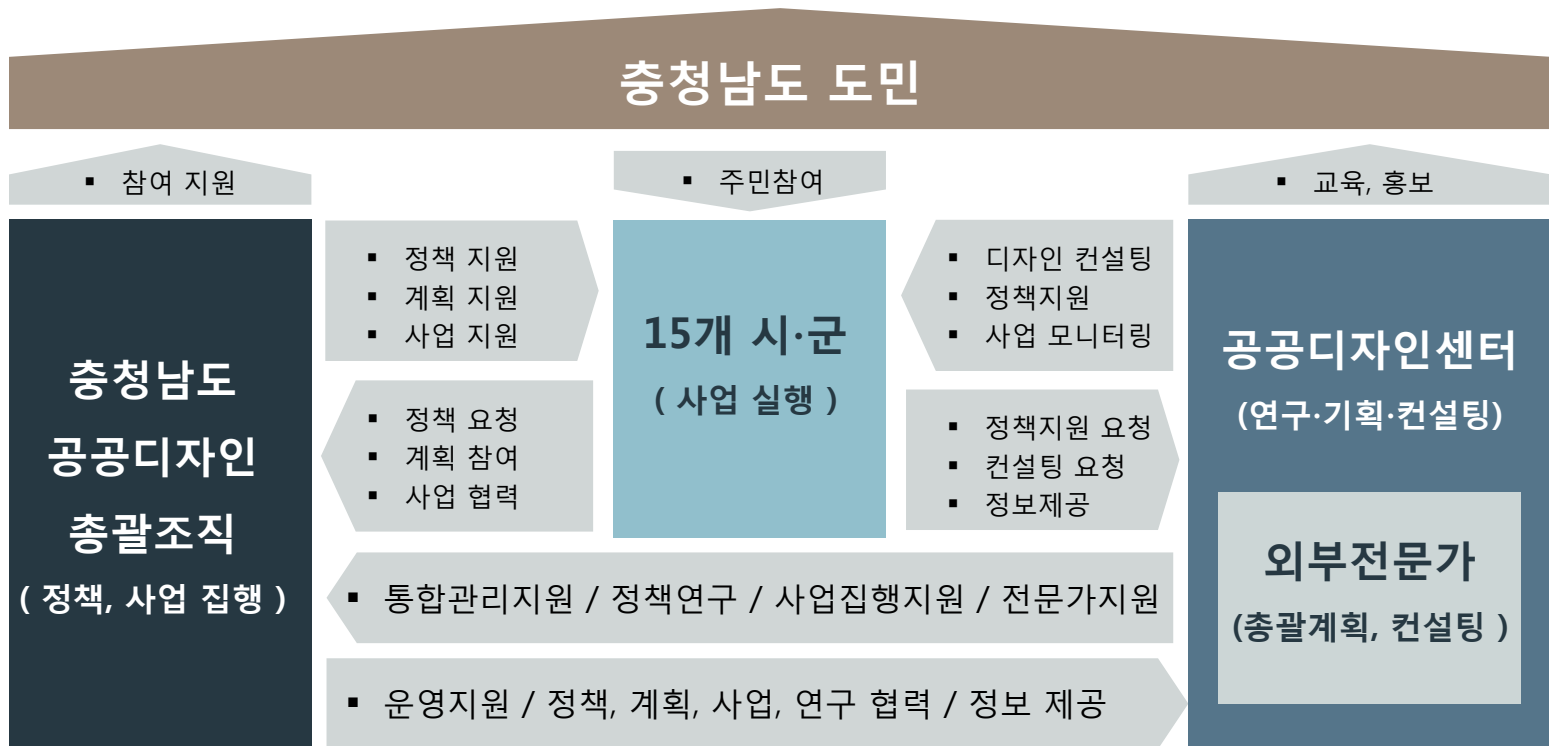 충청남도 도민
▪ 참여 지원
▪ 주민참여
▪ 교육, 홍보
충청남도
공공디자인
총괄조직
( 정책, 사업 집행 )
▪ 정책 지원
▪ 계획 지원
▪ 사업 지원
▪ 정책 요청
▪ 계획 참여
▪ 사업 협력
15개 시·군
( 사업 실행 )
▪ 디자인 컨설팅
▪ 정책지원
▪ 사업 모니터링
▪ 정책지원 요청
▪ 컨설팅 요청
▪ 정보제공
공공디자인센터
(연구·기획·컨설팅)
외부전문가
(총괄계획, 컨설팅 )
▪ 통합관리지원 / 정책연구 / 사업집행지원 / 전문가지원
▪ 운영지원 / 정책, 계획, 사업, 연구 협력 / 정보 제공